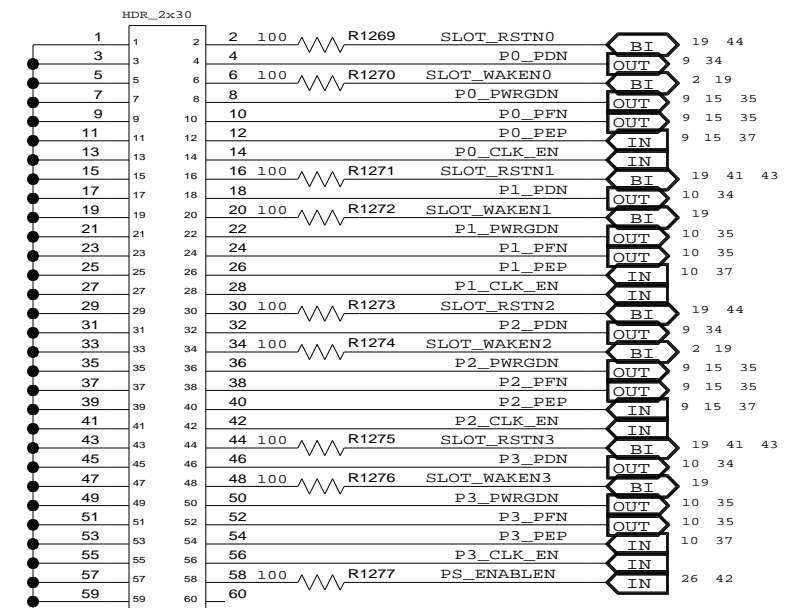 HDR_2x30
1 1 2 2 100 R1269 SLOT_RSTN0 BI 19 44
3 3 4 4 P0_PDN OUT 9 34
5 5 6 6 100 R1270 SLOT_WAKEN0 BI 2 19
7 7 8 8 P0_PWRGDN OUT 9 15 35
9 9 10 10 P0_PFN OUT 9 15 35
11 11 12 12 P0_PEP IN 9 15 37
13 13 14 14 P0_CLK_EN IN
15 15 16 16 100 R1271 SLOT_RSTN1 BI 19 41 43
17 17 18 18 P1_PDN OUT 10 34
19 19 20 20 100 R1272 SLOT_WAKEN1 BI 19
21 21 22 22 P1_PWRGDN OUT 10 35
23 23 24 24 P1_PFN OUT 10 35
25 25 26 26 P1_PEP IN 10 37
27 27 28 28 P1_CLK_EN IN
29 29 30 30 100 R1273 SLOT_RSTN2 BI 19 44
31 31 32 32 P2_PDN OUT 9 34
33 33 34 34 100 R1274 SLOT_WAKEN2 BI 2 19
35 35 36 36 P2_PWRGDN OUT 9 15 35
37 37 38 38 P2_PFN OUT 9 15 35
39 39 40 40 P2_PEP IN 9 15 37
41 41 42 42 P2_CLK_EN IN
43 43 44 44 100 R1275 SLOT_RSTN3 BI 19 41 43
45 45 46 46 P3_PDN OUT 10 34
47 47 48 48 100 R1276 SLOT_WAKEN3 BI 19
49 49 50 50 P3_PWRGDN OUT 10 35
51 51 52 52 P3_PFN OUT 10 35
53 53 54 54 P3_PEP IN 10 37
55 55 56 56 P3_CLK_EN IN
57 57 58 58 100 R1277 PS_ENABLEN IN 26 42
59 59 60 60